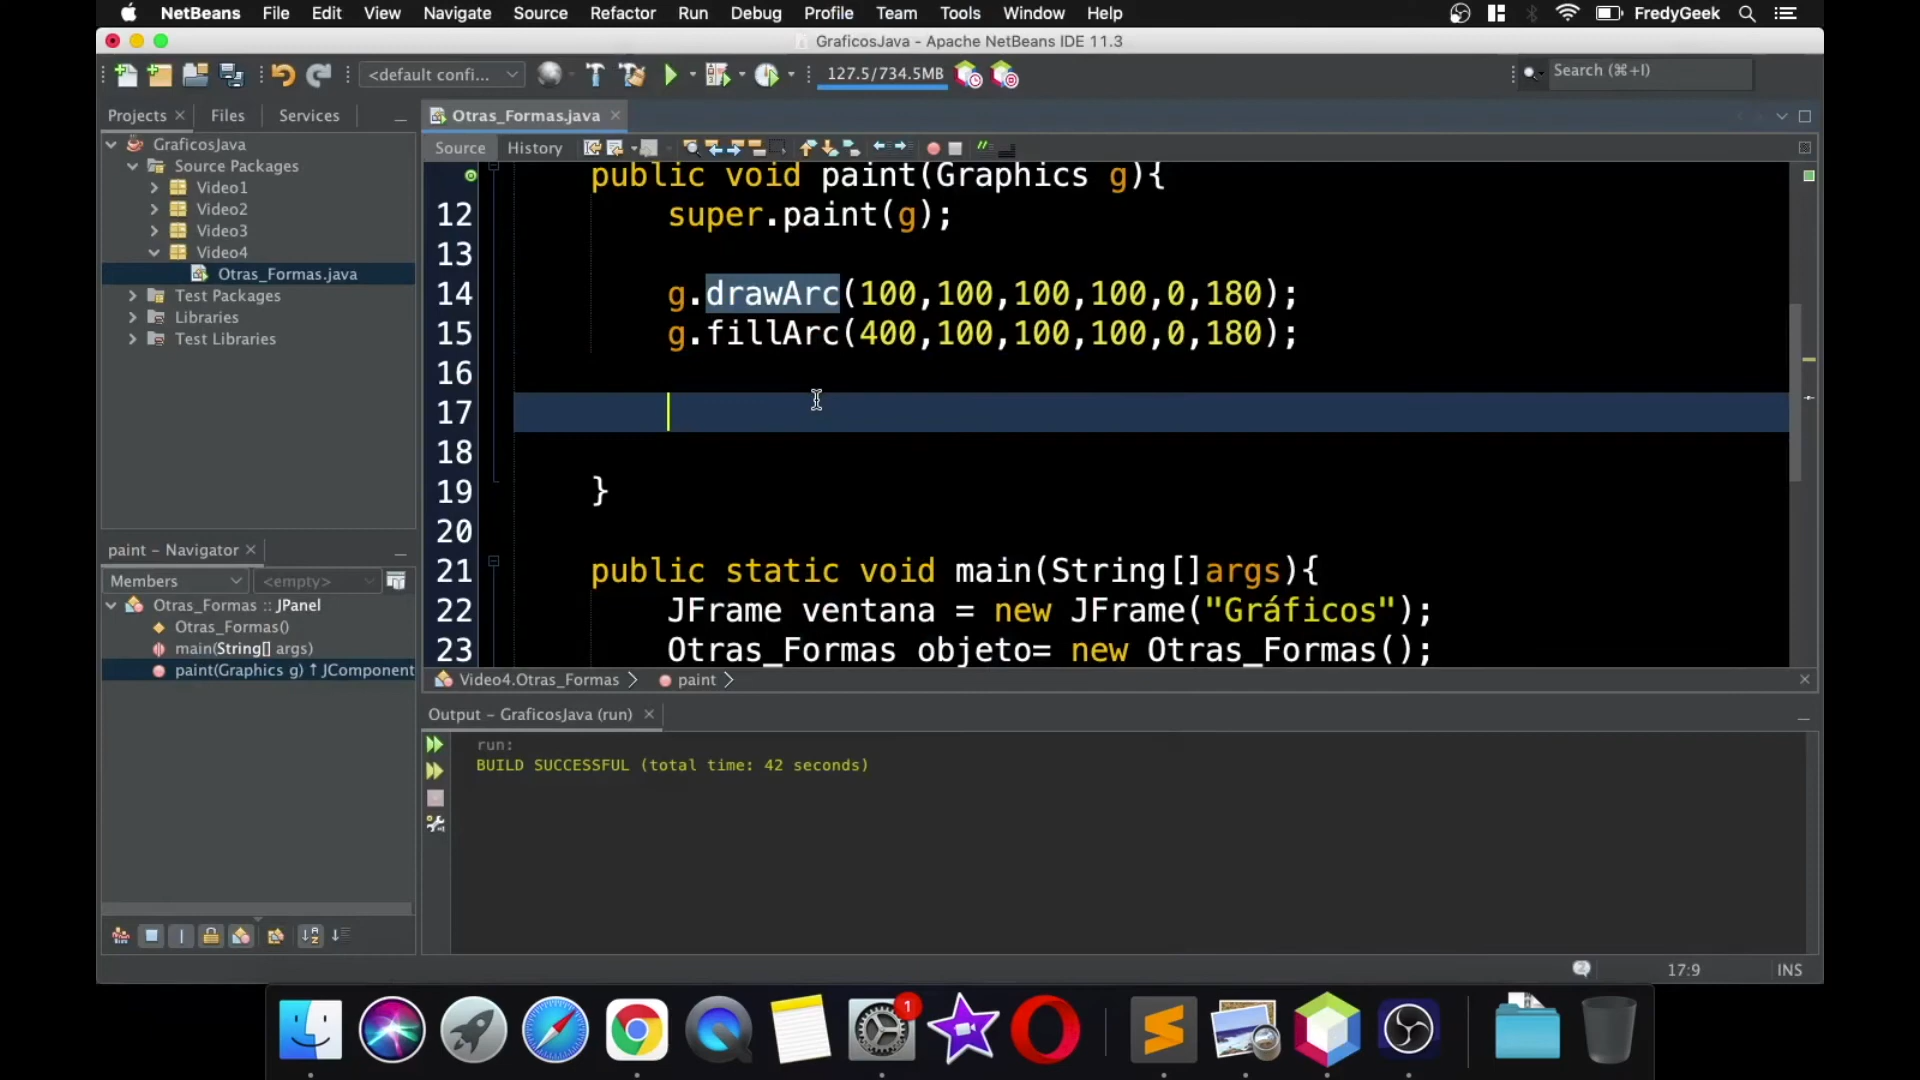 NetBeans File Edit View Navigate Source Refactor Run Debug Profile Team Tools Window Help FredyGeek
GraficosJava - Apache NetBeans IDE 11.3
<default confi... 127.5/734.5MB Search (⌘+I)
Projects Files Services
Otras_Formas.java
Source History
GraficosJava
Source Packages
Video1
Video2
Video3
Video4
Otras_Formas.java
Test Packages
Libraries
Test Libraries
public void paint(Graphics g){
12 super.paint(g);
13
14 g.drawArc(100,100,100,100,0,180);
15 g.fillArc(400,100,100,100,0,180);
16
17
18
19 }
20
21 public static void main(String[]args){
22 JFrame ventana = new JFrame("Gráficos");
23 Otras_Formas objeto= new Otras_Formas();
Video4.Otras_Formas paint
paint - Navigator
Members <empty>
Otras_Formas :: JPanel
Otras_Formas()
main(String[] args)
paint(Graphics g) ↑ JComponent
Output - GraficosJava (run)
run:
BUILD SUCCESSFUL (total time: 42 seconds)
17:9 INS
1